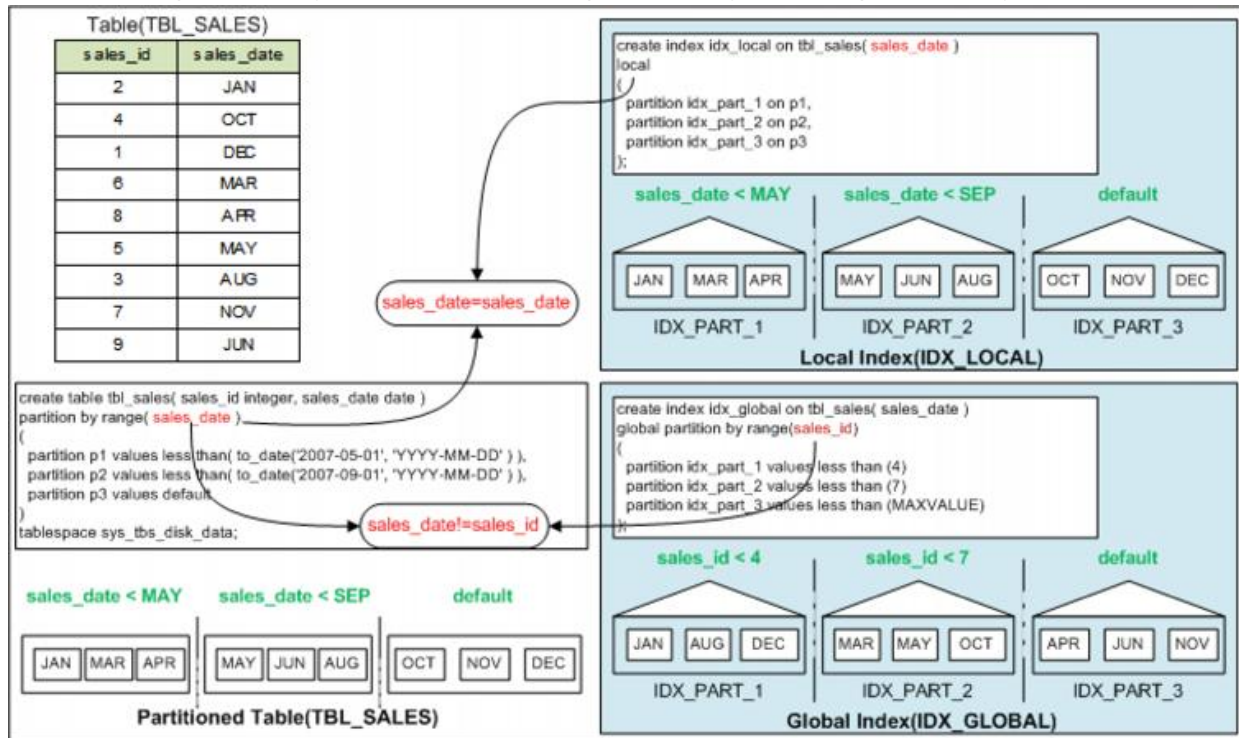 Table(TBL_SALES)
sales_id sales_date
2 JAN
4 OCT
1 DEC
6 MAR
8 APR
5 MAY
3 AUG
7 NOV
9 JUN
create table tbl_sales( sales_id integer, sales_date date )
partition by range( sales_date )
(
partition p1 values less than( to_date('2007-05-01', 'YYYY-MM-DD' ) ),
partition p2 values less than( to_date('2007-09-01', 'YYYY-MM-DD' ) ),
partition p3 values default
)
tablespace sys_tbs_disk_data;
sales_date < MAY sales_date < SEP default
JAN MAR APR MAY JUN AUG OCT NOV DEC
Partitioned Table(TBL_SALES)
sales_date=sales_date
sales_date!=sales_id
create index idx_local on tbl_sales( sales_date )
local
(
partition idx_part_1 on p1,
partition idx_part_2 on p2,
partition idx_part_3 on p3
);
sales_date < MAY sales_date < SEP default
JAN MAR APR MAY JUN AUG OCT NOV DEC
IDX_PART_1 IDX_PART_2 IDX_PART_3
Local Index(IDX_LOCAL)
create index idx_global on tbl_sales( sales_date )
global partition by range(sales_id)
(
partition idx_part_1 values less than (4)
partition idx_part_2 values less than (7)
partition idx_part_3 values less than (MAXVALUE)
);
sales_id < 4 sales_id < 7 default
JAN AUG DEC MAR MAY OCT APR JUN NOV
IDX_PART_1 IDX_PART_2 IDX_PART_3
Global Index(IDX_GLOBAL)